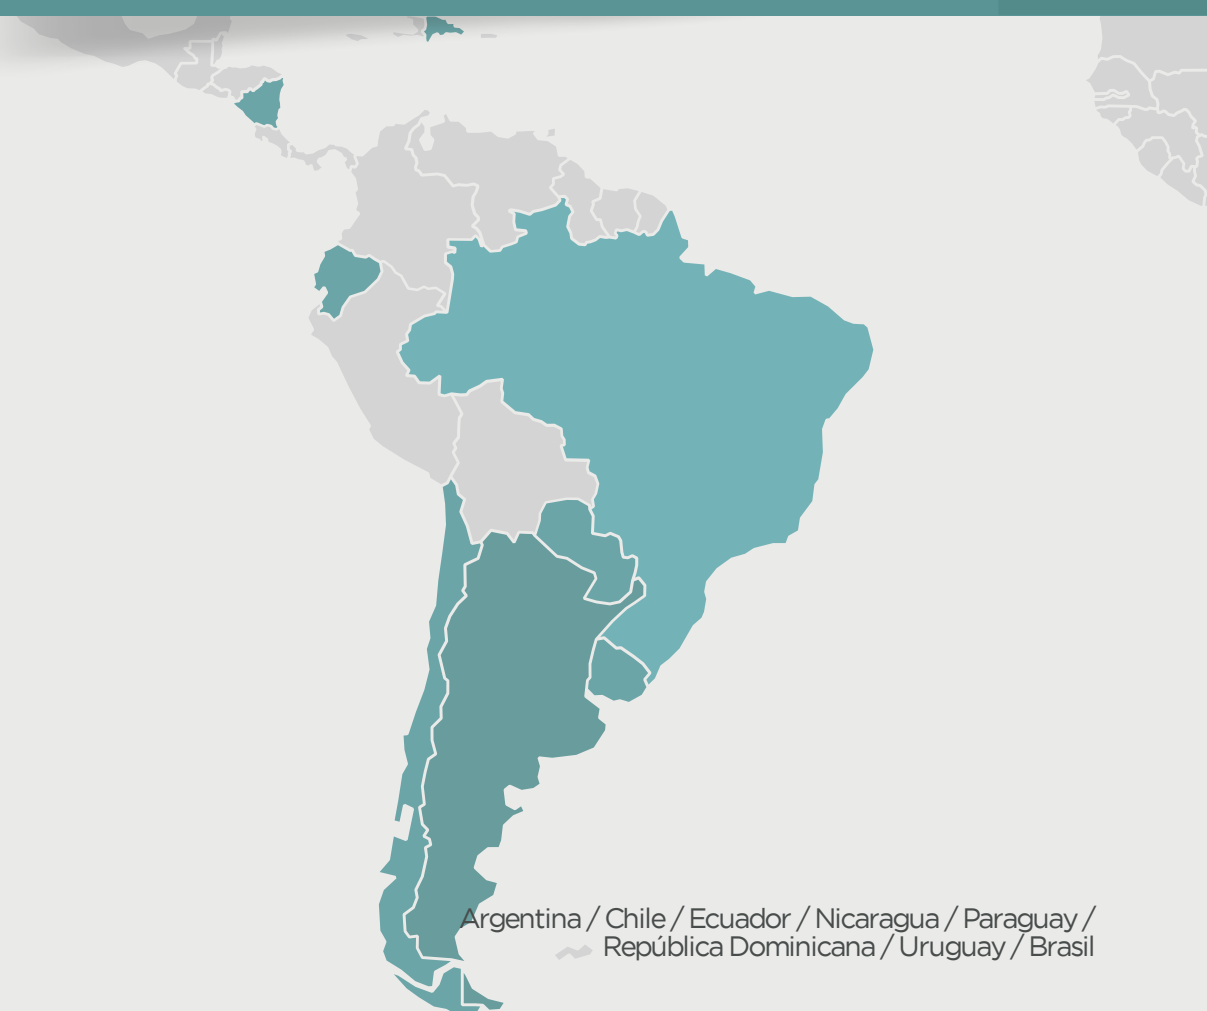 Argentina / Chile / Ecuador / Nicaragua / Paraguay /
República Dominicana / Uruguay / Brasil